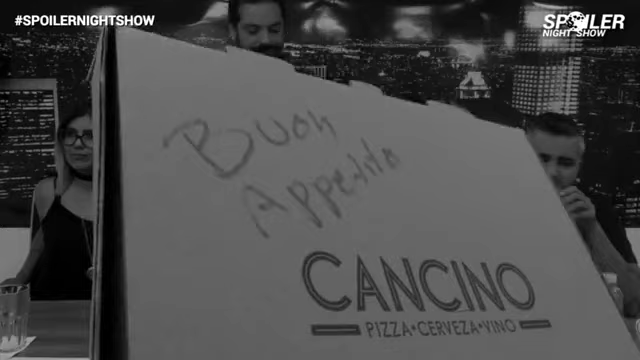 #SPOILERNIGHTSHOW
SPOILER
NIGHT SHOW
Buon
Appetito
CANCINO
PIZZA•CERVEZA•VINO